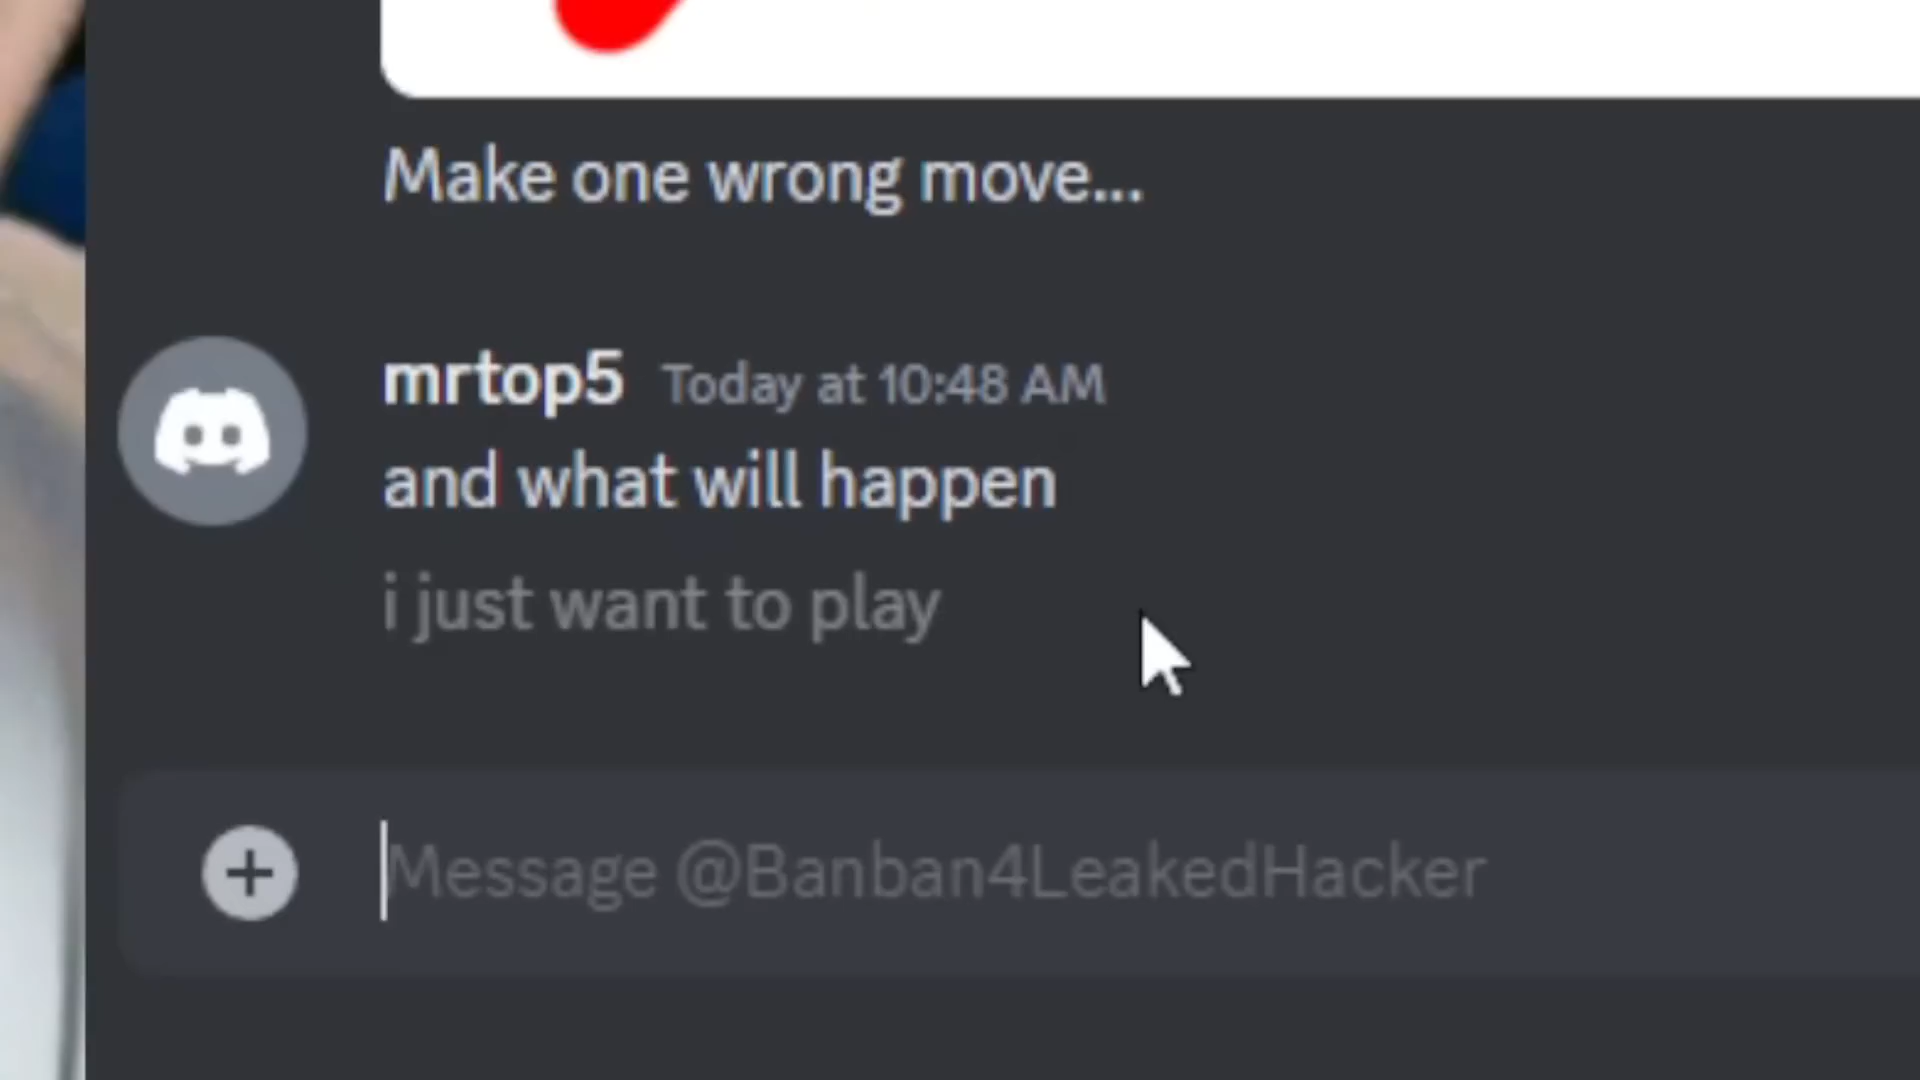 Make one wrong move...
mrtop5 Today at 10:48 AM
and what will happen
i just want to play
Message @Banban4LeakedHacker